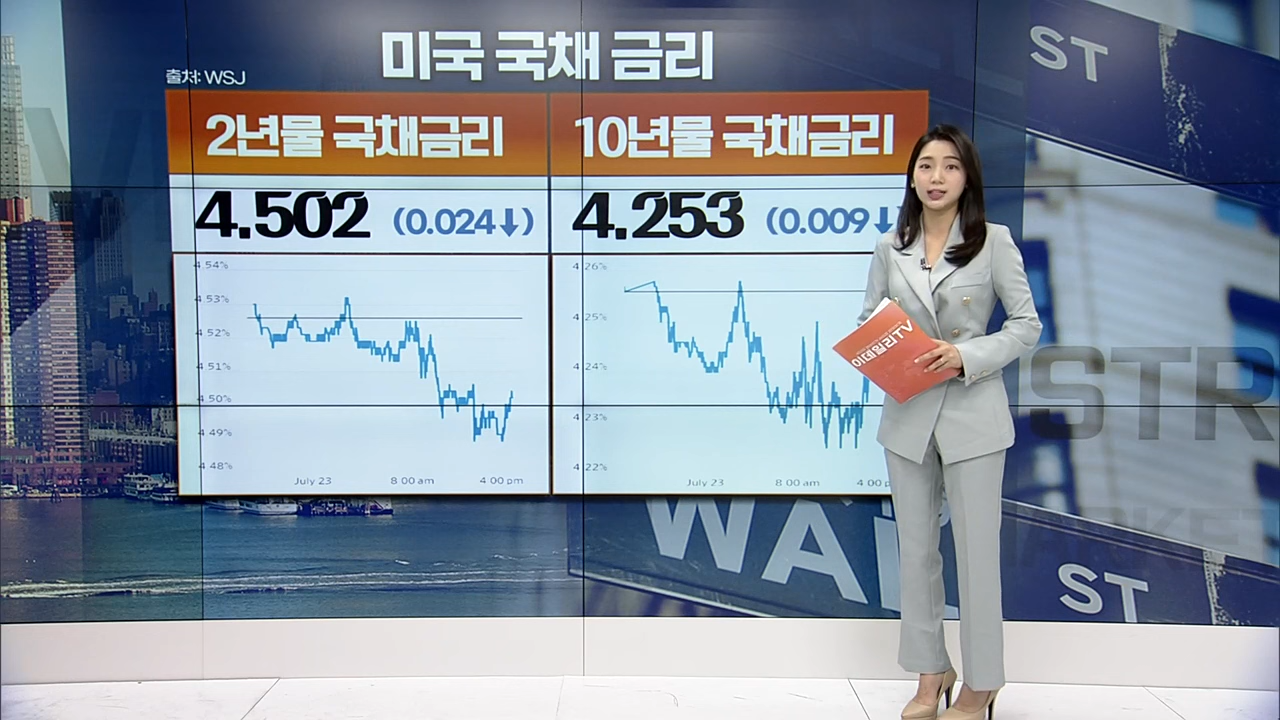 미국 국채 금리
출처: WSJ
2년물 국채금리
10년물 국채금리
4.502 (0.024↓)
4.253 (0.009↓
4.54%
4.53%
4.52%
4.51%
4.50%
4.49%
4.48%
July 23 8:00 am 4:00 pm
4.26%
4.25%
4.24%
4.23%
4.22%
July 23 8:00 am 4:00 p
이데일리TV
ST
STR
MARKET
WALL
ST